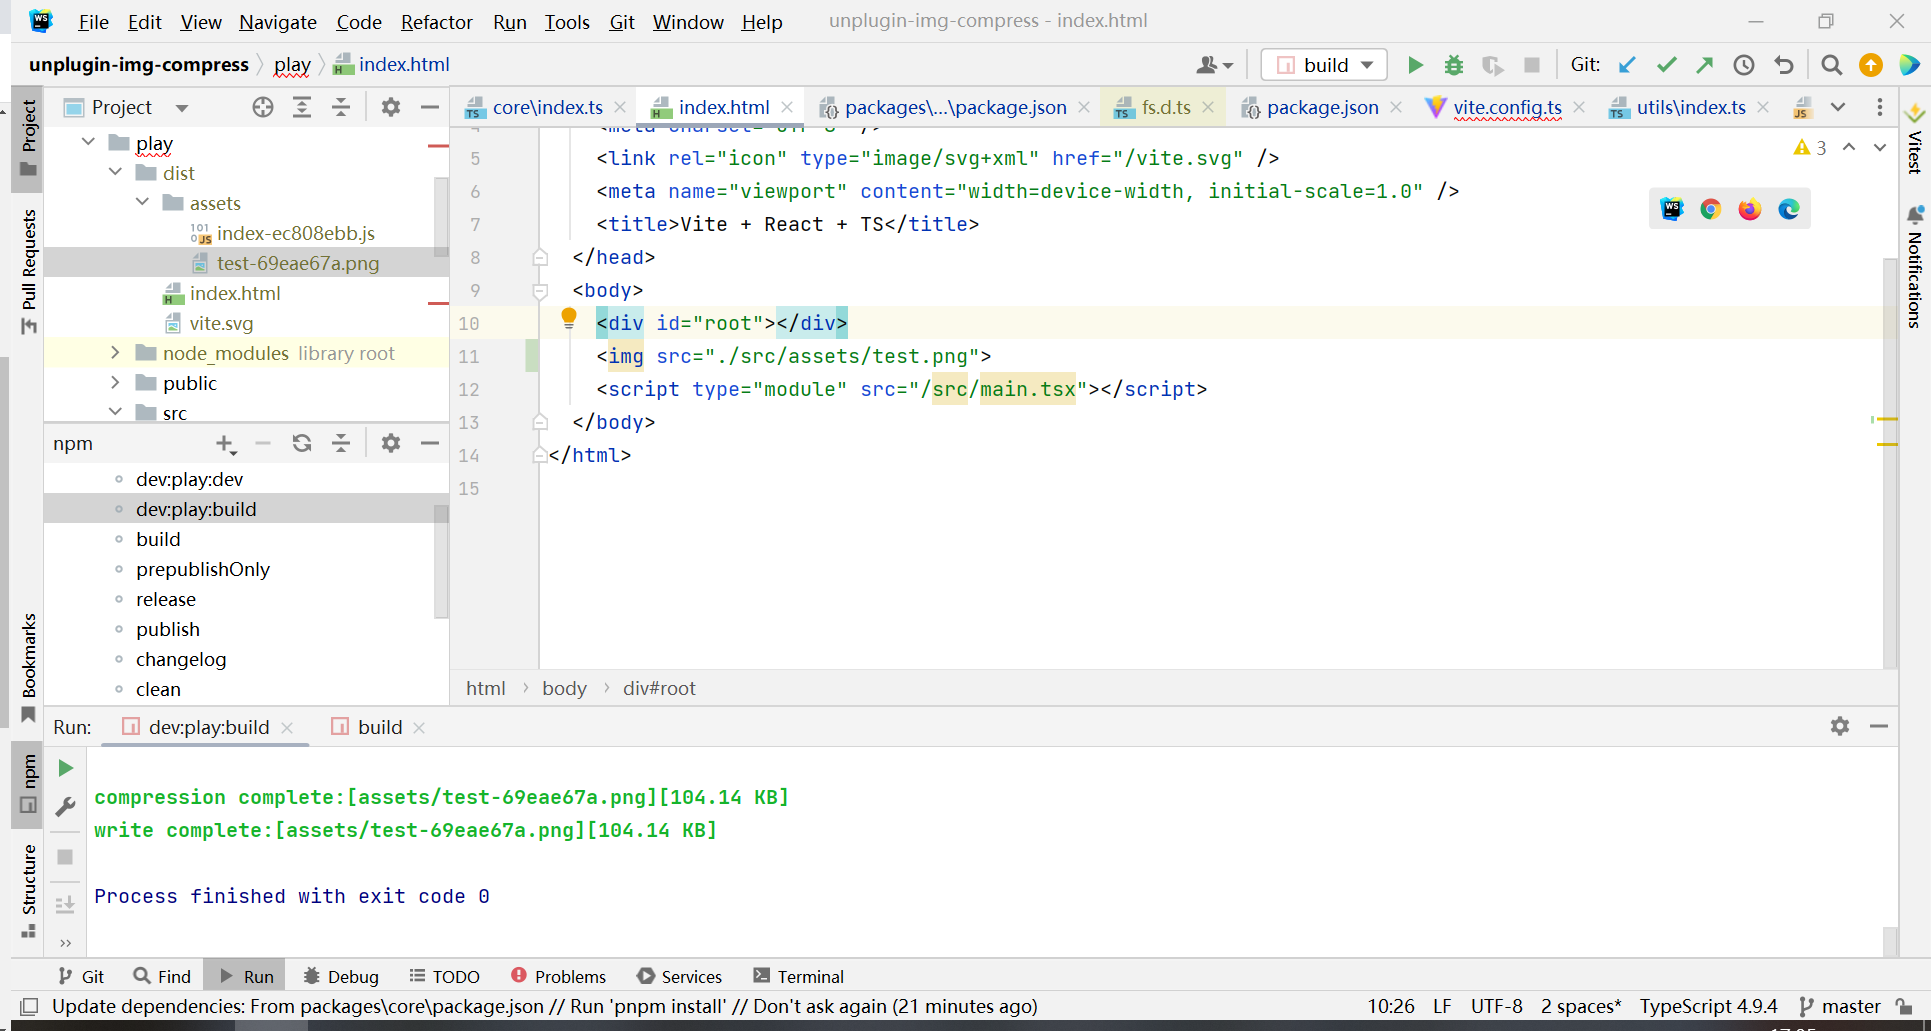 File Edit View Navigate Code Refactor Run Tools Git Window Help unplugin-img-compress - index.html
unplugin-img-compress play index.html build Git:
Project
core\index.ts index.html packages\...\package.json fs.d.ts package.json vite.config.ts utils\index.ts
Project
Pull Requests
Bookmarks
npm
Structure
Vitest
Notifications
play
dist
assets
index-ec808ebb.js
test-69eae67a.png
index.html
vite.svg
node_modules library root
public
src
npm
dev:play:dev
dev:play:build
build
prepublishOnly
release
publish
changelog
clean
3
5 <link rel="icon" type="image/svg+xml" href="/vite.svg" />
6 <meta name="viewport" content="width=device-width, initial-scale=1.0" />
7 <title>Vite + React + TS</title>
8 </head>
9 <body>
10 <div id="root"></div>
11 <img src="./src/assets/test.png">
12 <script type="module" src="/src/main.tsx"></script>
13 </body>
14 </html>
15
html body div#root
Run: dev:play:build build
compression complete:[assets/test-69eae67a.png][104.14 KB]
write complete:[assets/test-69eae67a.png][104.14 KB]
Process finished with exit code 0
Git Find Run Debug TODO Problems Services Terminal
Update dependencies: From packages\core\package.json // Run 'pnpm install' // Don't ask again (21 minutes ago) 10:26 LF UTF-8 2 spaces* TypeScript 4.9.4 master